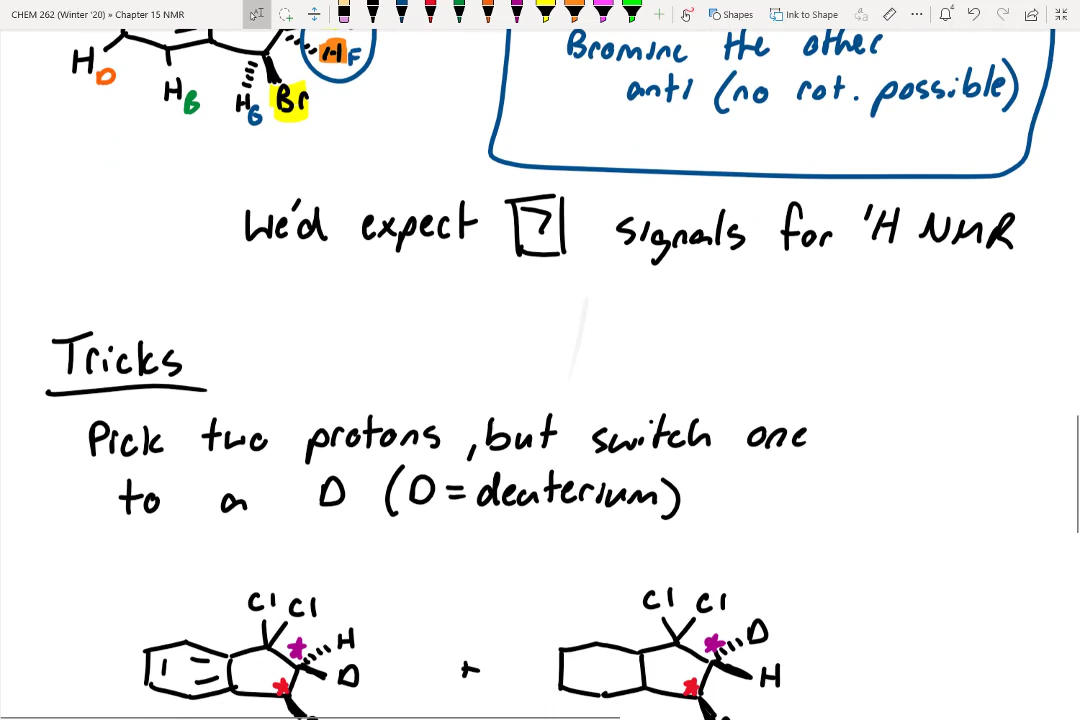 CHEM 262 (Winter '20) » Chapter 15 NMR
Shapes
Ink to Shape
H D
H B
H G Br
H F
Bromine the other
anti (no rot. possible)
We'd expect 7 signals for ¹H NMR
Tricks
Pick two protons, but switch one
to a D (D = deuterium)
Cl Cl
H
D
+
Cl Cl
D
H